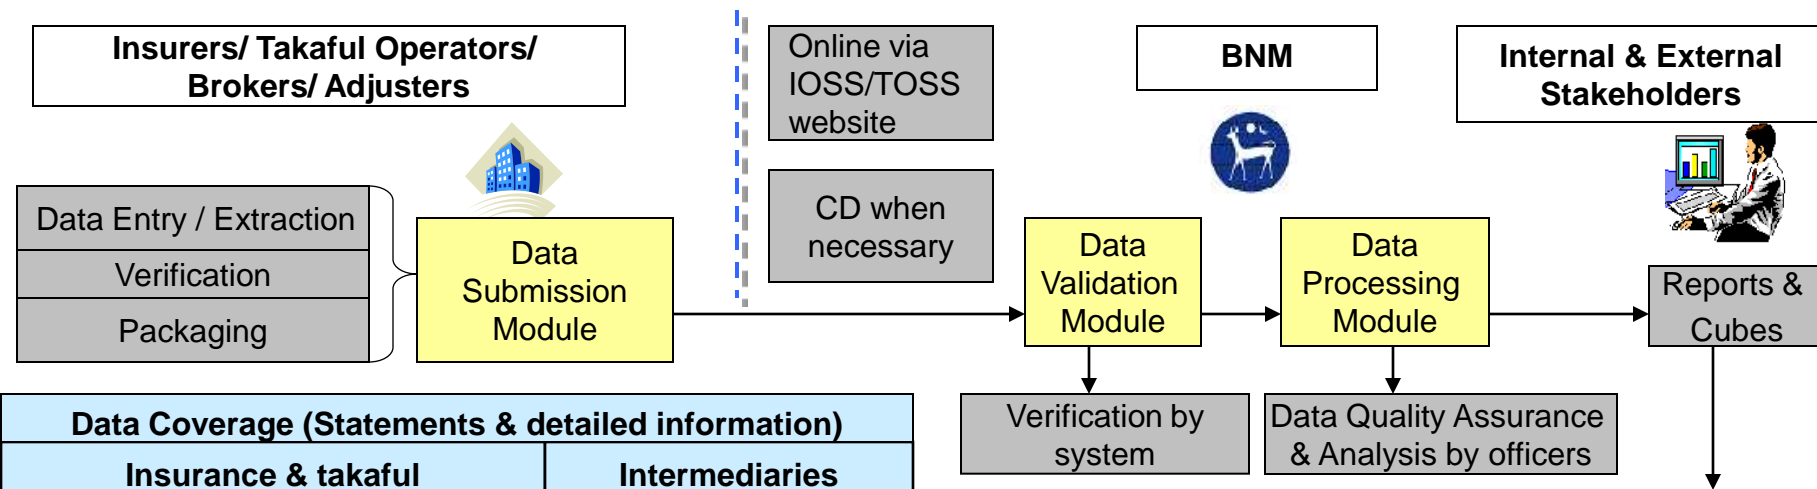 Insurers/ Takaful Operators/
Brokers/ Adjusters
Online via
IOSS/TOSS
website
BNM
Internal & External
Stakeholders
Data Entry / Extraction
Verification
Packaging
Data
Submission
Module
CD when
necessary
Data
Validation
Module
Data
Processing
Module
Reports &
Cubes
Verification by
system
Data Quality Assurance
& Analysis by officers
Data Coverage (Statements & detailed information)
Insurance & takaful
Intermediaries